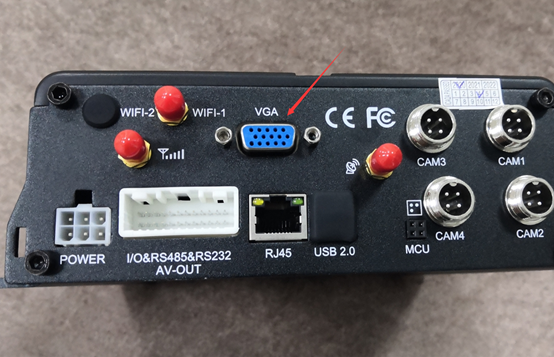 WIFI-2
WIFI-1
VGA
CE FC
CAM3
CAM1
POWER
I/O&RS485&RS232
AV-OUT
RJ45
USB 2.0
MCU
CAM4
CAM2